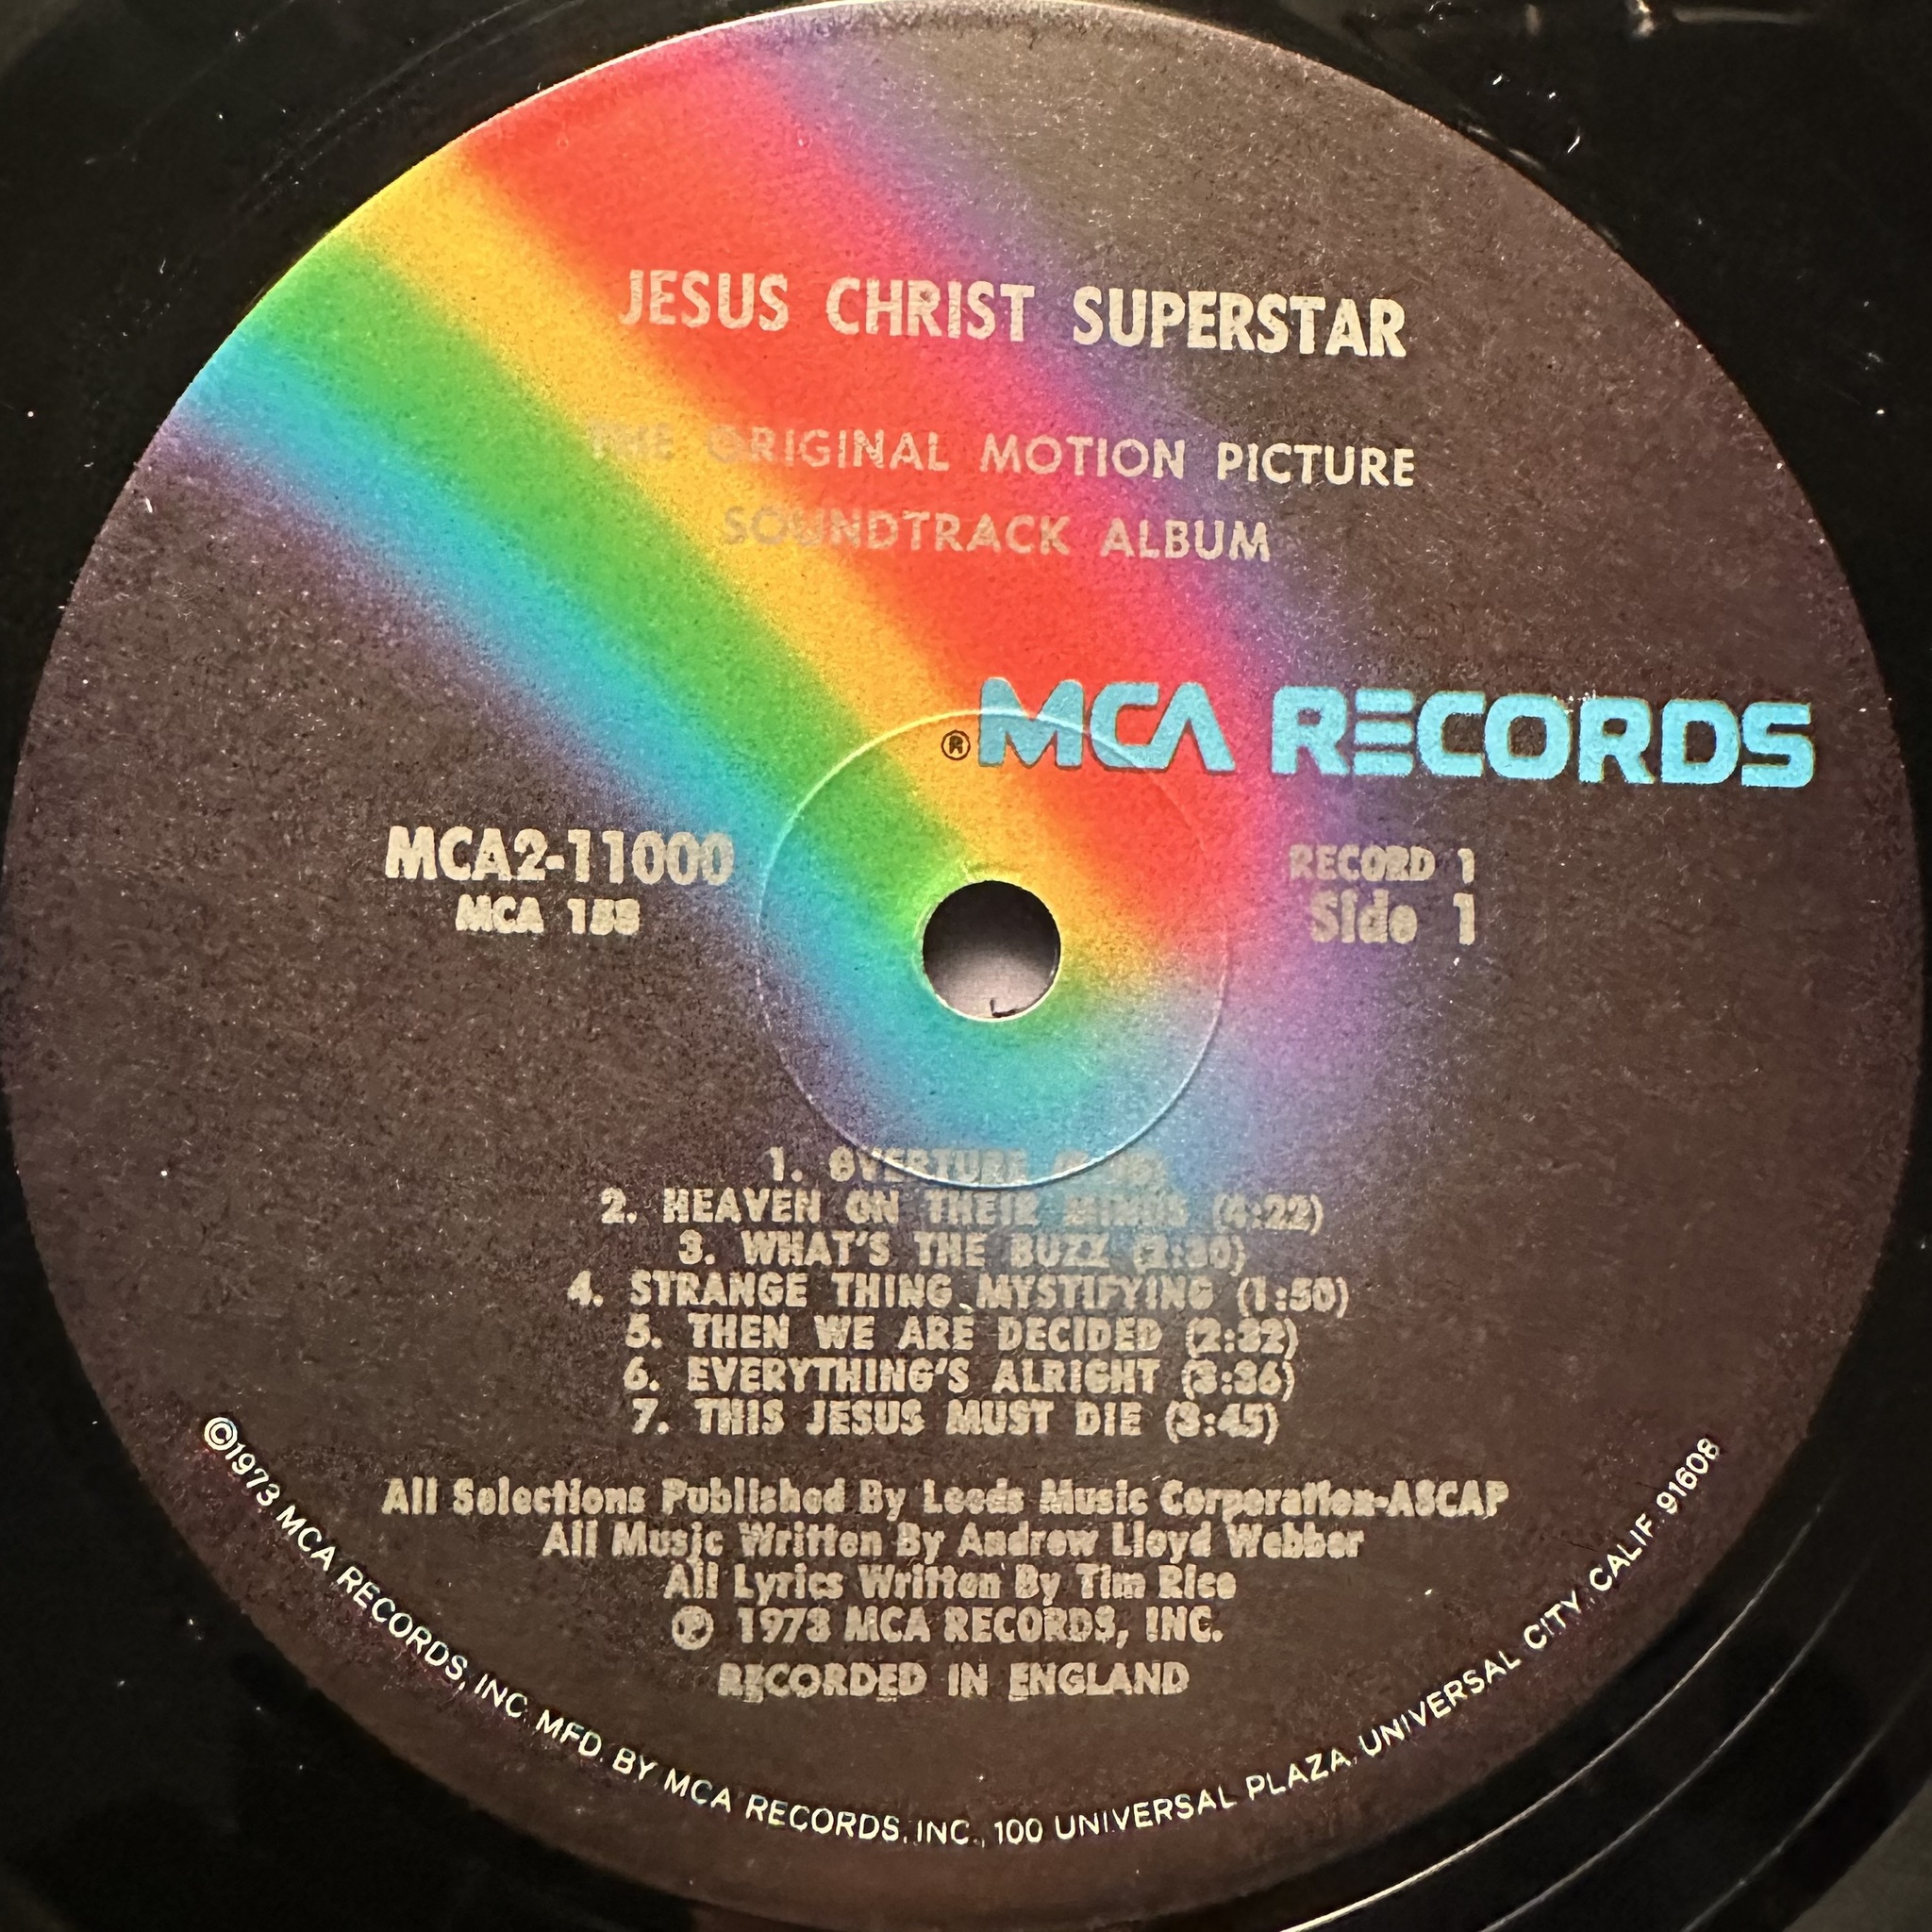 JESUS CHRIST SUPERSTAR
THE ORIGINAL MOTION PICTURE
SOUNDTRACK ALBUM
® MCA RECORDS
MCA2-11000
MCA 158
RECORD 1
Side 1
1. OVERTURE
2. HEAVEN ON THEIR MINDS (4:22)
3. WHAT'S THE BUZZ (2:30)
4. STRANGE THING MYSTIFYING (1:50)
5. THEN WE ARE DECIDED (2:32)
6. EVERYTHING'S ALRIGHT (3:36)
7. THIS JESUS MUST DIE (3:45)
All Selections Published By Leeds Music Corporation-ASCAP
All Music Written By Andrew Lloyd Webber
All Lyrics Written By Tim Rice
℗ 1973 MCA RECORDS, INC.
RECORDED IN ENGLAND
©1973 MCA RECORDS, INC. MFD. BY MCA RECORDS, INC., 100 UNIVERSAL PLAZA, UNIVERSAL CITY, CALIF. 91608